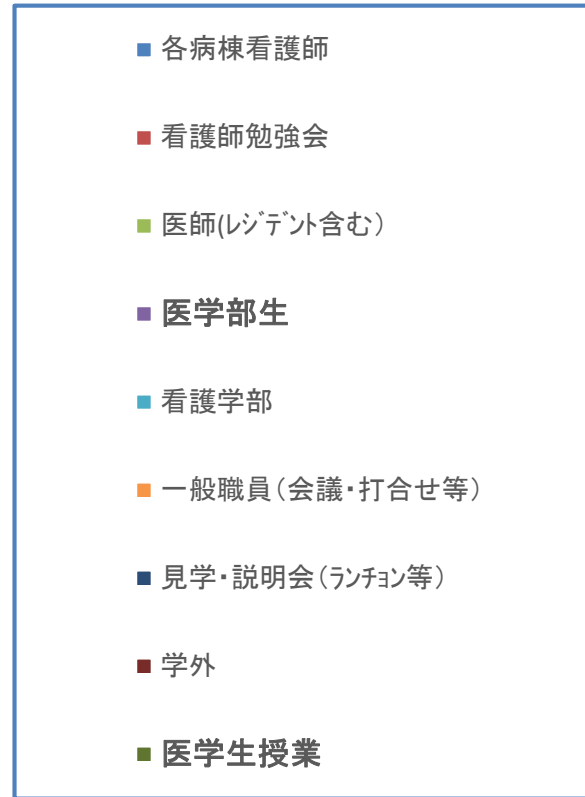 各病棟看護師
看護師勉強会
医師(ﾚｼﾞﾃﾞﾝﾄ含む)
医学部生
看護学部
一般職員(会議・打合せ等)
見学・説明会(ﾗﾝﾁｮﾝ等)
学外
医学生授業